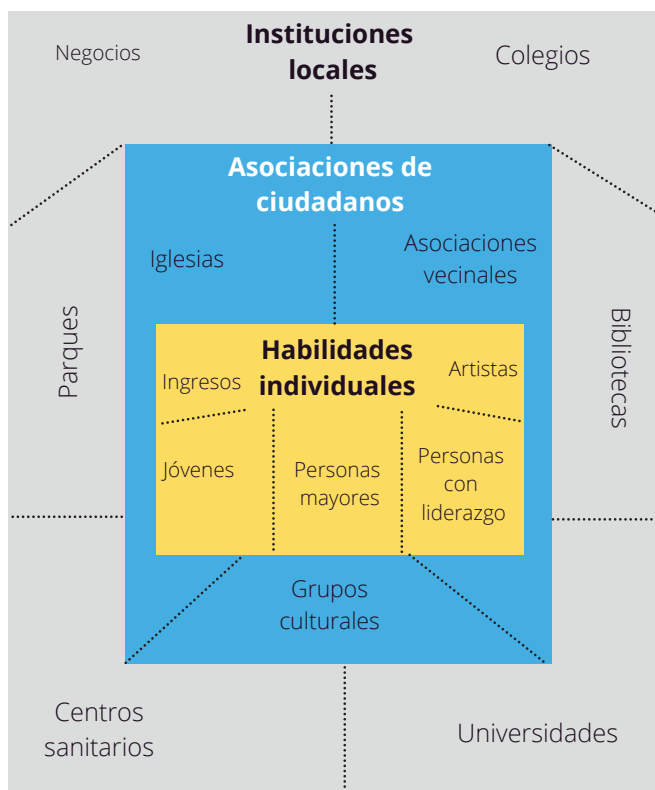 Negocios
Instituciones
locales
Colegios
Asociaciones de
ciudadanos
Iglesias
Asociaciones
vecinales
Parques
Bibliotecas
Habilidades
individuales
Ingresos
Artistas
Jóvenes
Personas
mayores
Personas
con
liderazgo
Grupos
culturales
Centros
sanitarios
Universidades